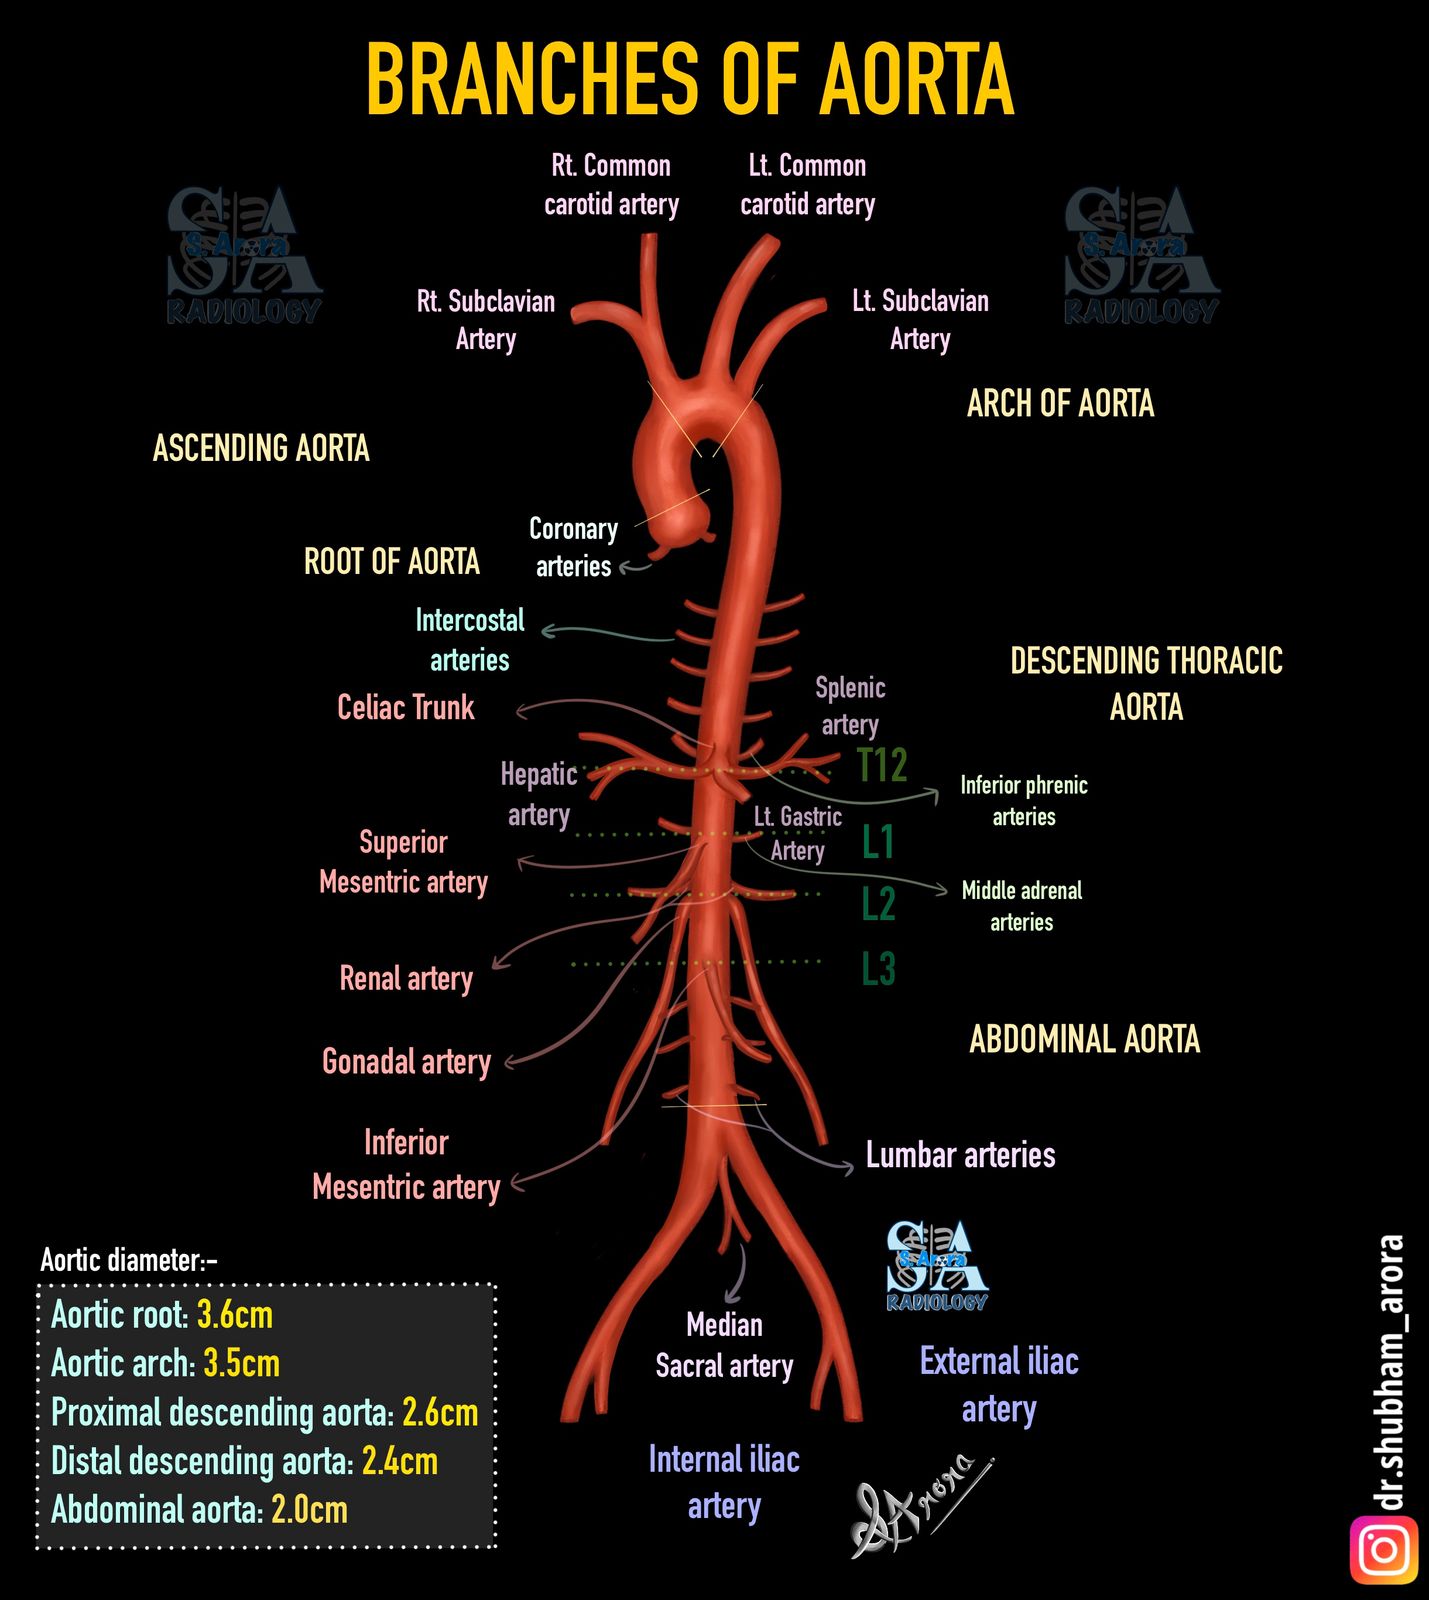 BRANCHES OF AORTA
Rt. Common
carotid artery
Lt. Common
carotid artery
S. Arora
RADIOLOGY
S. Arora
RADIOLOGY
Rt. Subclavian
Artery
Lt. Subclavian
Artery
ARCH OF AORTA
ASCENDING AORTA
Coronary
arteries
ROOT OF AORTA
Intercostal
arteries
DESCENDING THORACIC
AORTA
Celiac Trunk
Splenic
artery
T12
Hepatic
artery
Inferior phrenic
arteries
Lt. Gastric
Artery
L1
Superior
Mesentric artery
L2
Middle adrenal
arteries
Renal artery
L3
Gonadal artery
ABDOMINAL AORTA
Inferior
Mesentric artery
Lumbar arteries
SA
S. Arora
RADIOLOGY
Median
Sacral artery
External iliac
artery
Internal iliac
artery
SArora
Aortic diameter:-
Aortic root: 3.6cm
Aortic arch: 3.5cm
Proximal descending aorta: 2.6cm
Distal descending aorta: 2.4cm
Abdominal aorta: 2.0cm
dr.shubham_arora